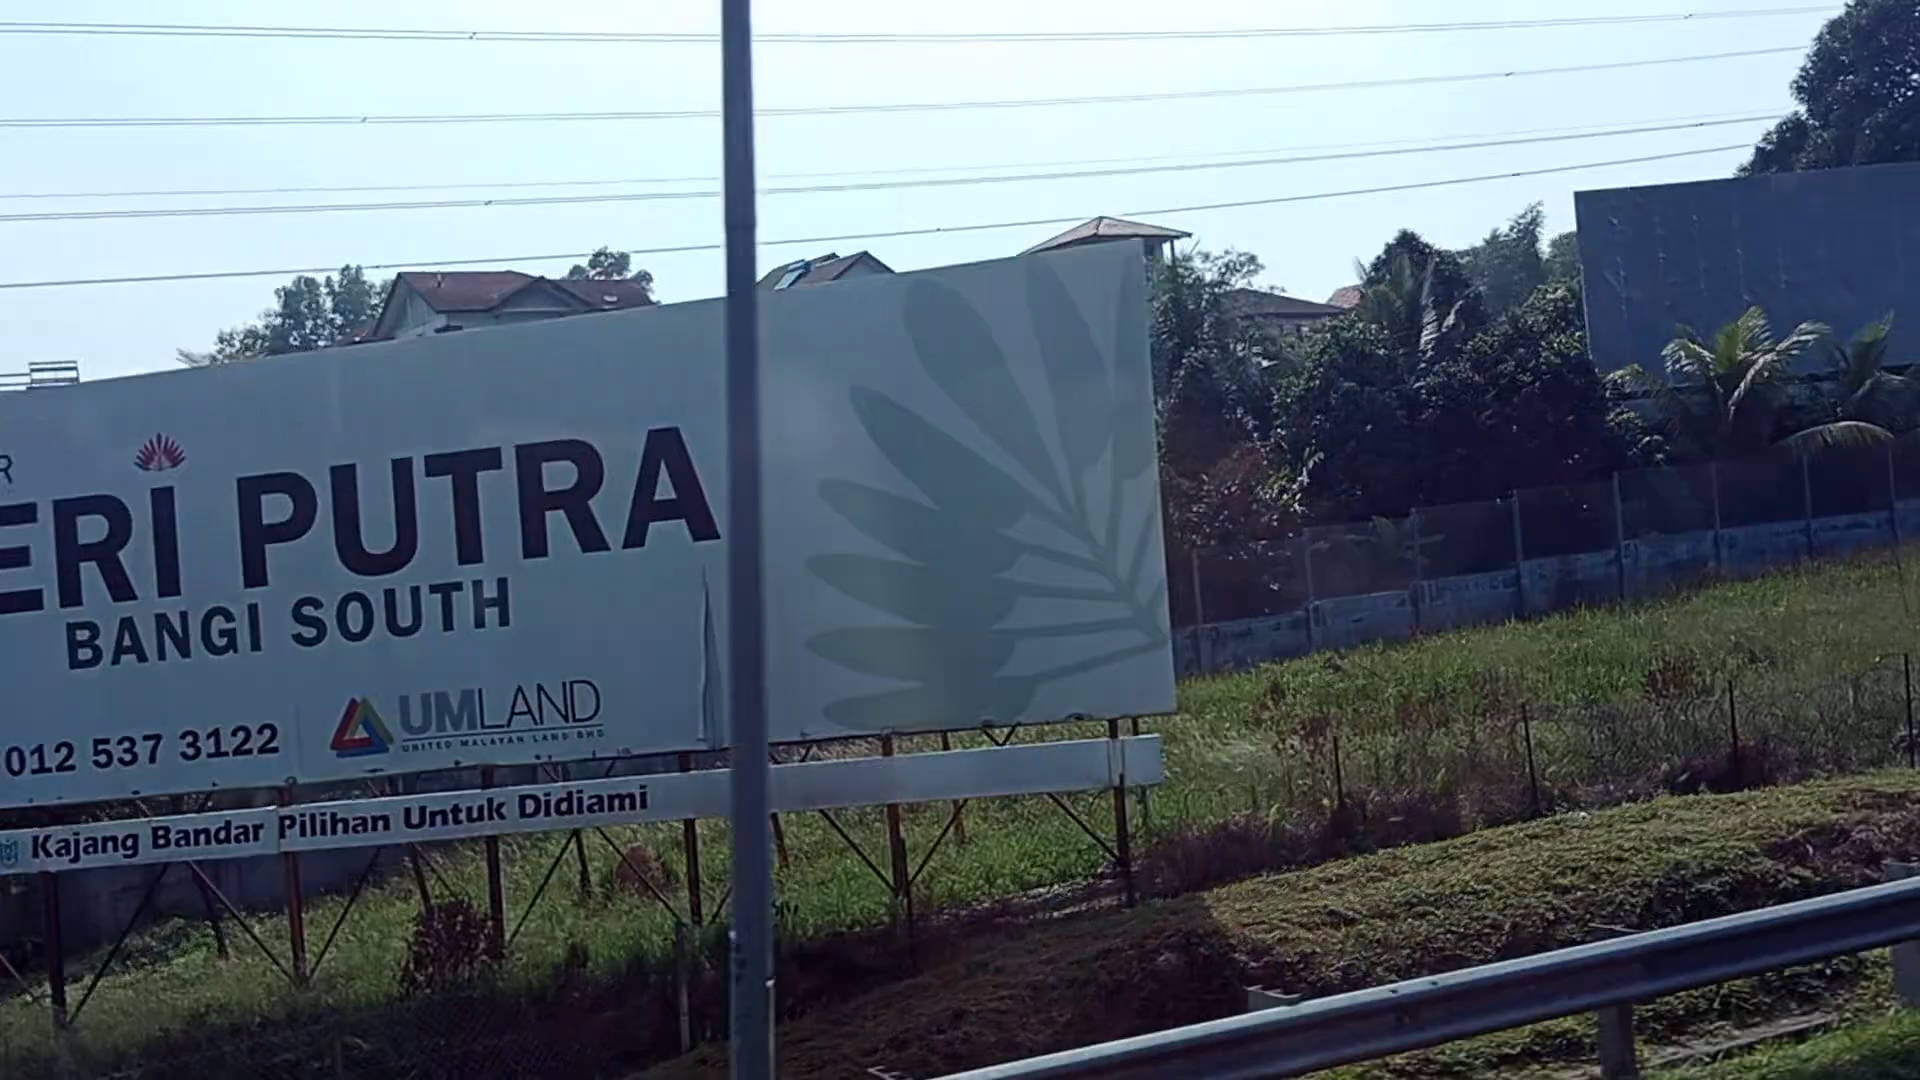 R
ERI PUTRA
BANGI SOUTH
012 537 3122
UMLAND
UNITED MALAYAN LAND BHD
Kajang Bandar Pilihan Untuk Didiami